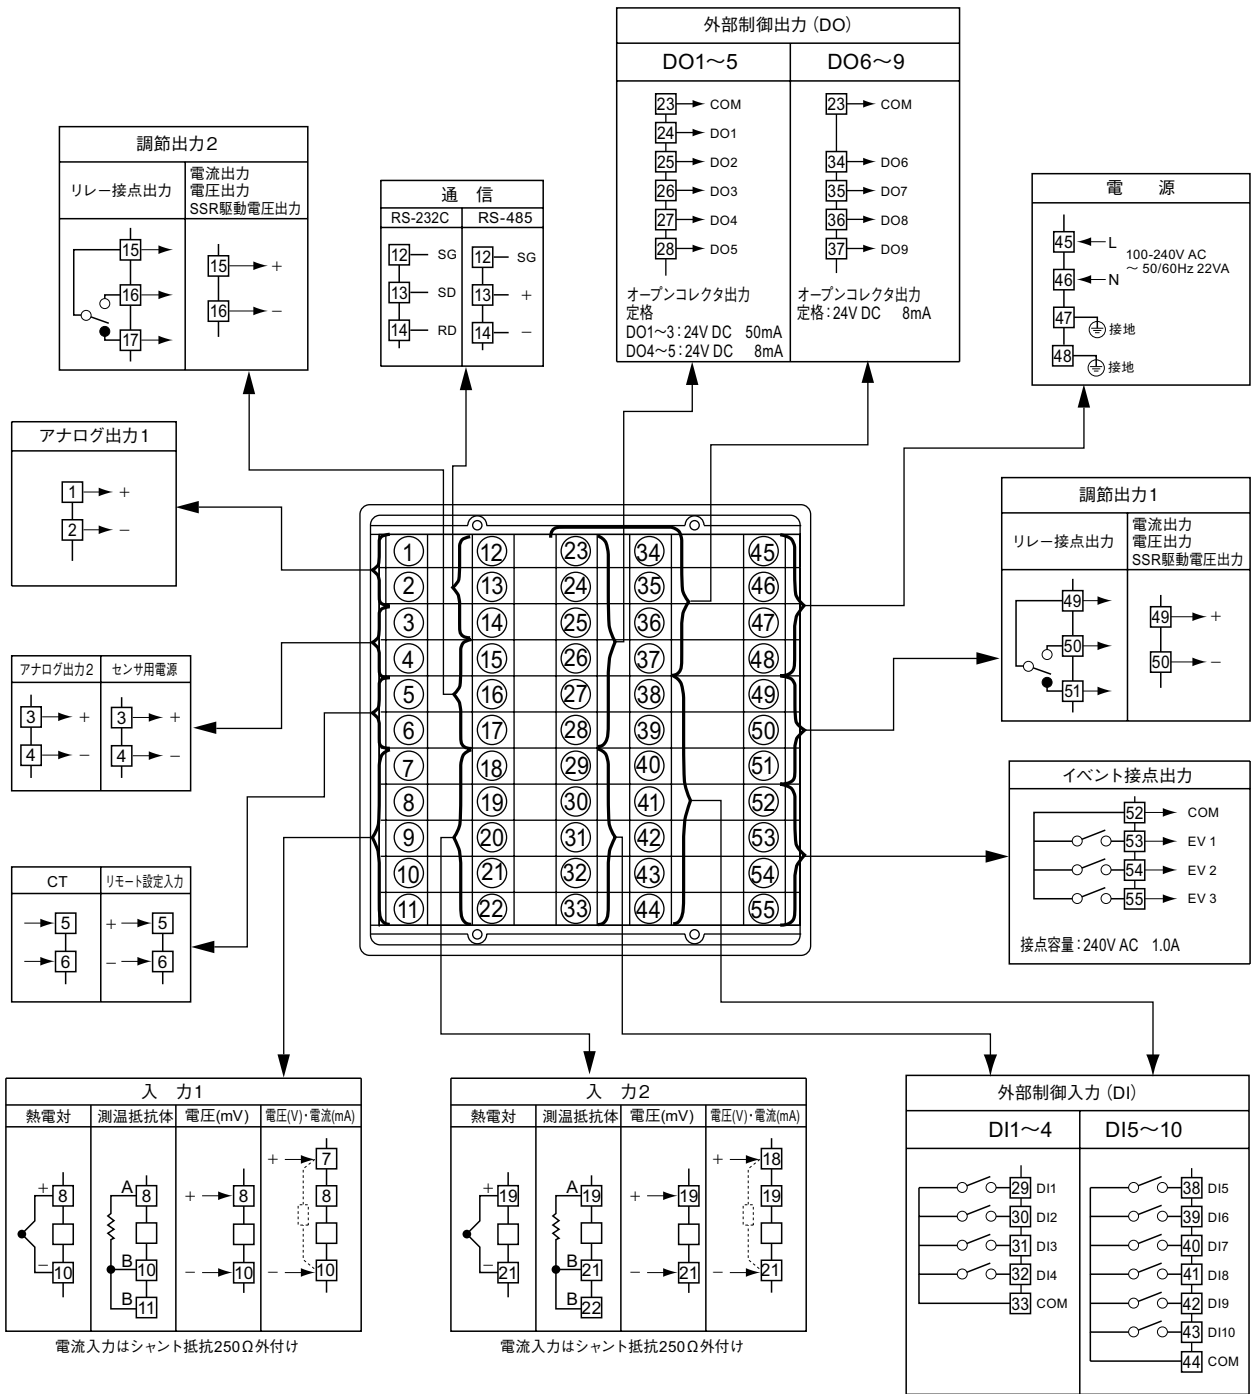 外部制御出力 (DO)
DO1～5 DO6～9
23 COM
24 DO1
25 DO2
26 DO3
27 DO4
28 DO5
オープンコレクタ出力
定格
DO1～3：24V DC 50mA
DO4～5：24V DC 8mA
23 COM
34 DO6
35 DO7
36 DO8
37 DO9
オープンコレクタ出力
定格：24V DC 8mA
調節出力2
リレー接点出力
電流出力
電圧出力
SSR駆動電圧出力
15
16
17
15 +
16 −
通 信
RS-232C RS-485
12 SG
13 SD
14 RD
12 SG
13 +
14 −
電 源
45 L
46 N
100-240V AC
～ 50/60Hz 22VA
47 接地
48 接地
アナログ出力1
1 +
2 −
アナログ出力2 センサ用電源
3 +
4 −
3 +
4 −
CT リモート設定入力
5
6
+ 5
− 6
1 12 23 34 45
2 13 24 35 46
3 14 25 36 47
4 15 26 37 48
5 16 27 38 49
6 17 28 39 50
7 18 29 40 51
8 19 30 41 52
9 20 31 42 53
10 21 32 43 54
11 22 33 44 55
調節出力1
リレー接点出力
電流出力
電圧出力
SSR駆動電圧出力
49
50
51
49 +
50 −
イベント接点出力
52 COM
53 EV 1
54 EV 2
55 EV 3
接点容量：240V AC 1.0A
入 力1
熱電対 測温抵抗体 電圧(mV) 電圧(V)・電流(mA)
+ 8
− 10
A 8
B 10
B 11
+ 8
− 10
+ 7
8
− 10
電流入力はシャント抵抗250Ω外付け
入 力2
熱電対 測温抵抗体 電圧(mV) 電圧(V)・電流(mA)
+ 19
− 21
A 19
B 21
B 22
+ 19
− 21
+ 18
19
− 21
電流入力はシャント抵抗250Ω外付け
外部制御入力 (DI)
DI1～4 DI5～10
29 DI1
30 DI2
31 DI3
32 DI4
33 COM
38 DI5
39 DI6
40 DI7
41 DI8
42 DI9
43 DI10
44 COM